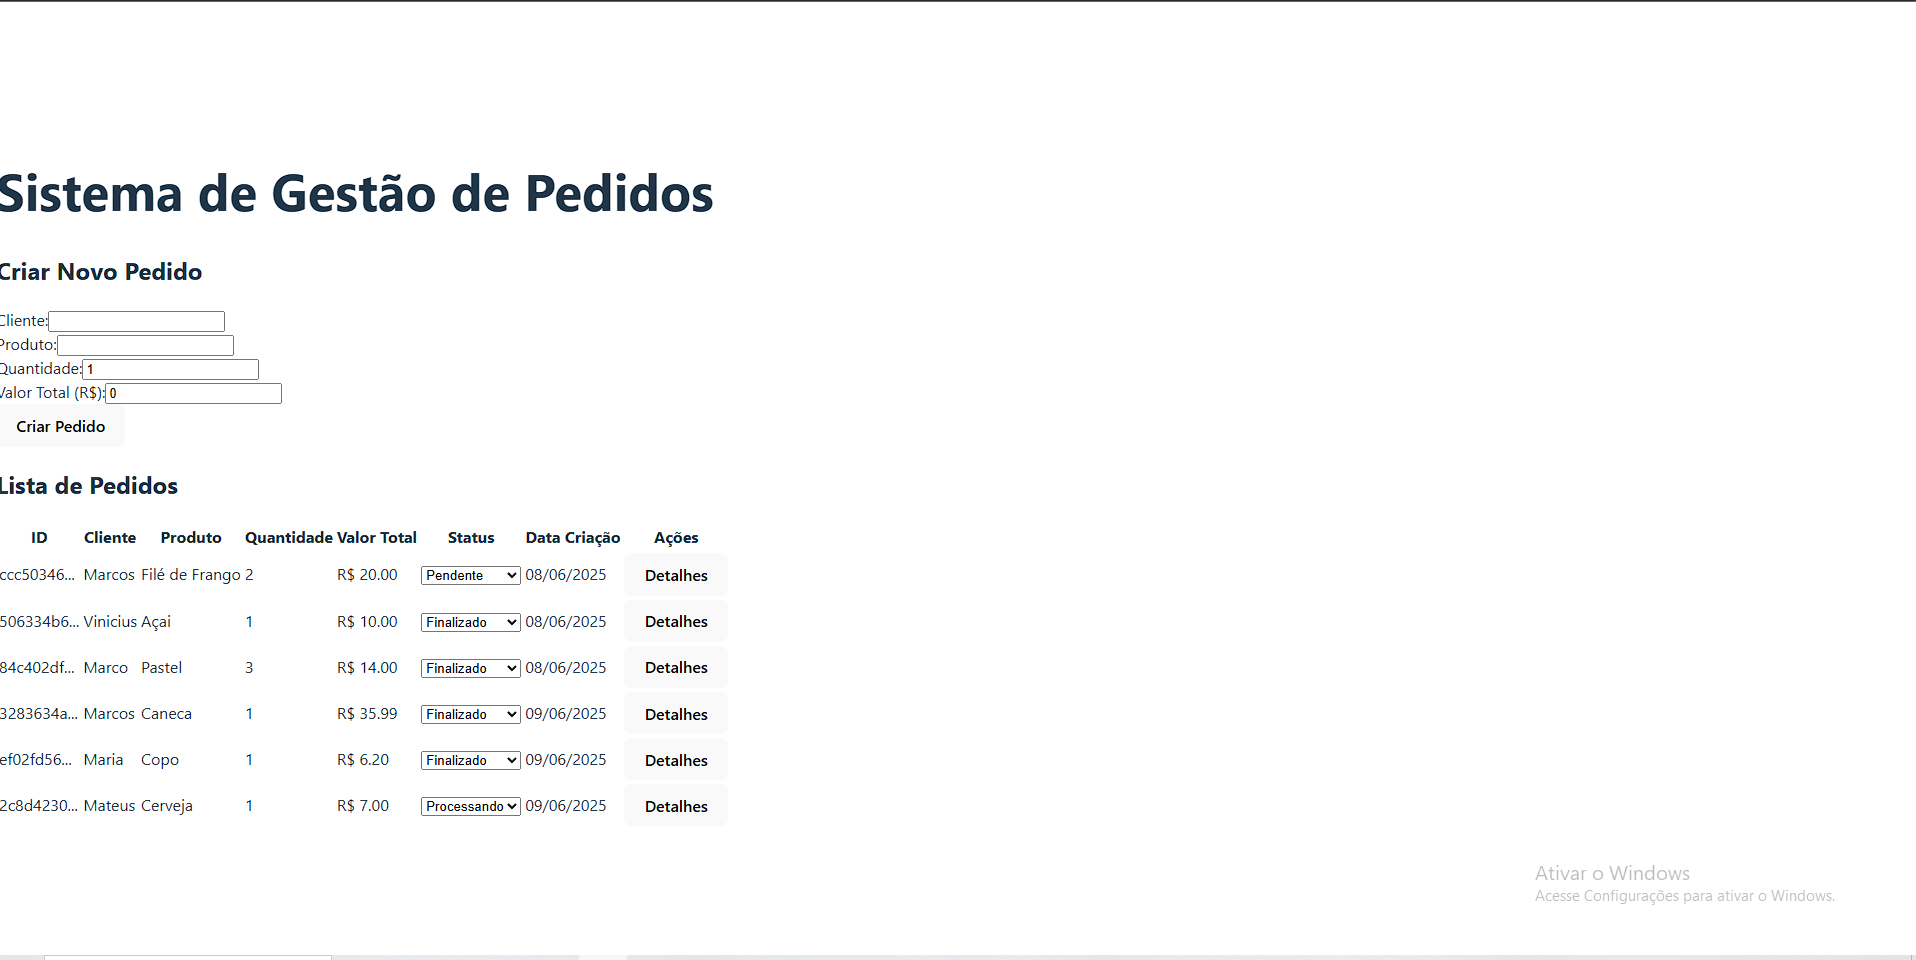 Sistema de Gestão de Pedidos
Criar Novo Pedido
Cliente:
Produto:
Quantidade: 1
Valor Total (R$): 0
Criar Pedido
Lista de Pedidos
ID Cliente Produto Quantidade Valor Total Status Data Criação Ações
ccc50346... Marcos Filé de Frango 2 R$ 20.00 Pendente 08/06/2025 Detalhes
506334b6... Vinicius Açai 1 R$ 10.00 Finalizado 08/06/2025 Detalhes
84c402df... Marco Pastel 3 R$ 14.00 Finalizado 08/06/2025 Detalhes
3283634a... Marcos Caneca 1 R$ 35.99 Finalizado 09/06/2025 Detalhes
ef02fd56... Maria Copo 1 R$ 6.20 Finalizado 09/06/2025 Detalhes
2c8d4230... Mateus Cerveja 1 R$ 7.00 Processando 09/06/2025 Detalhes
Ativar o Windows
Acesse Configurações para ativar o Windows.